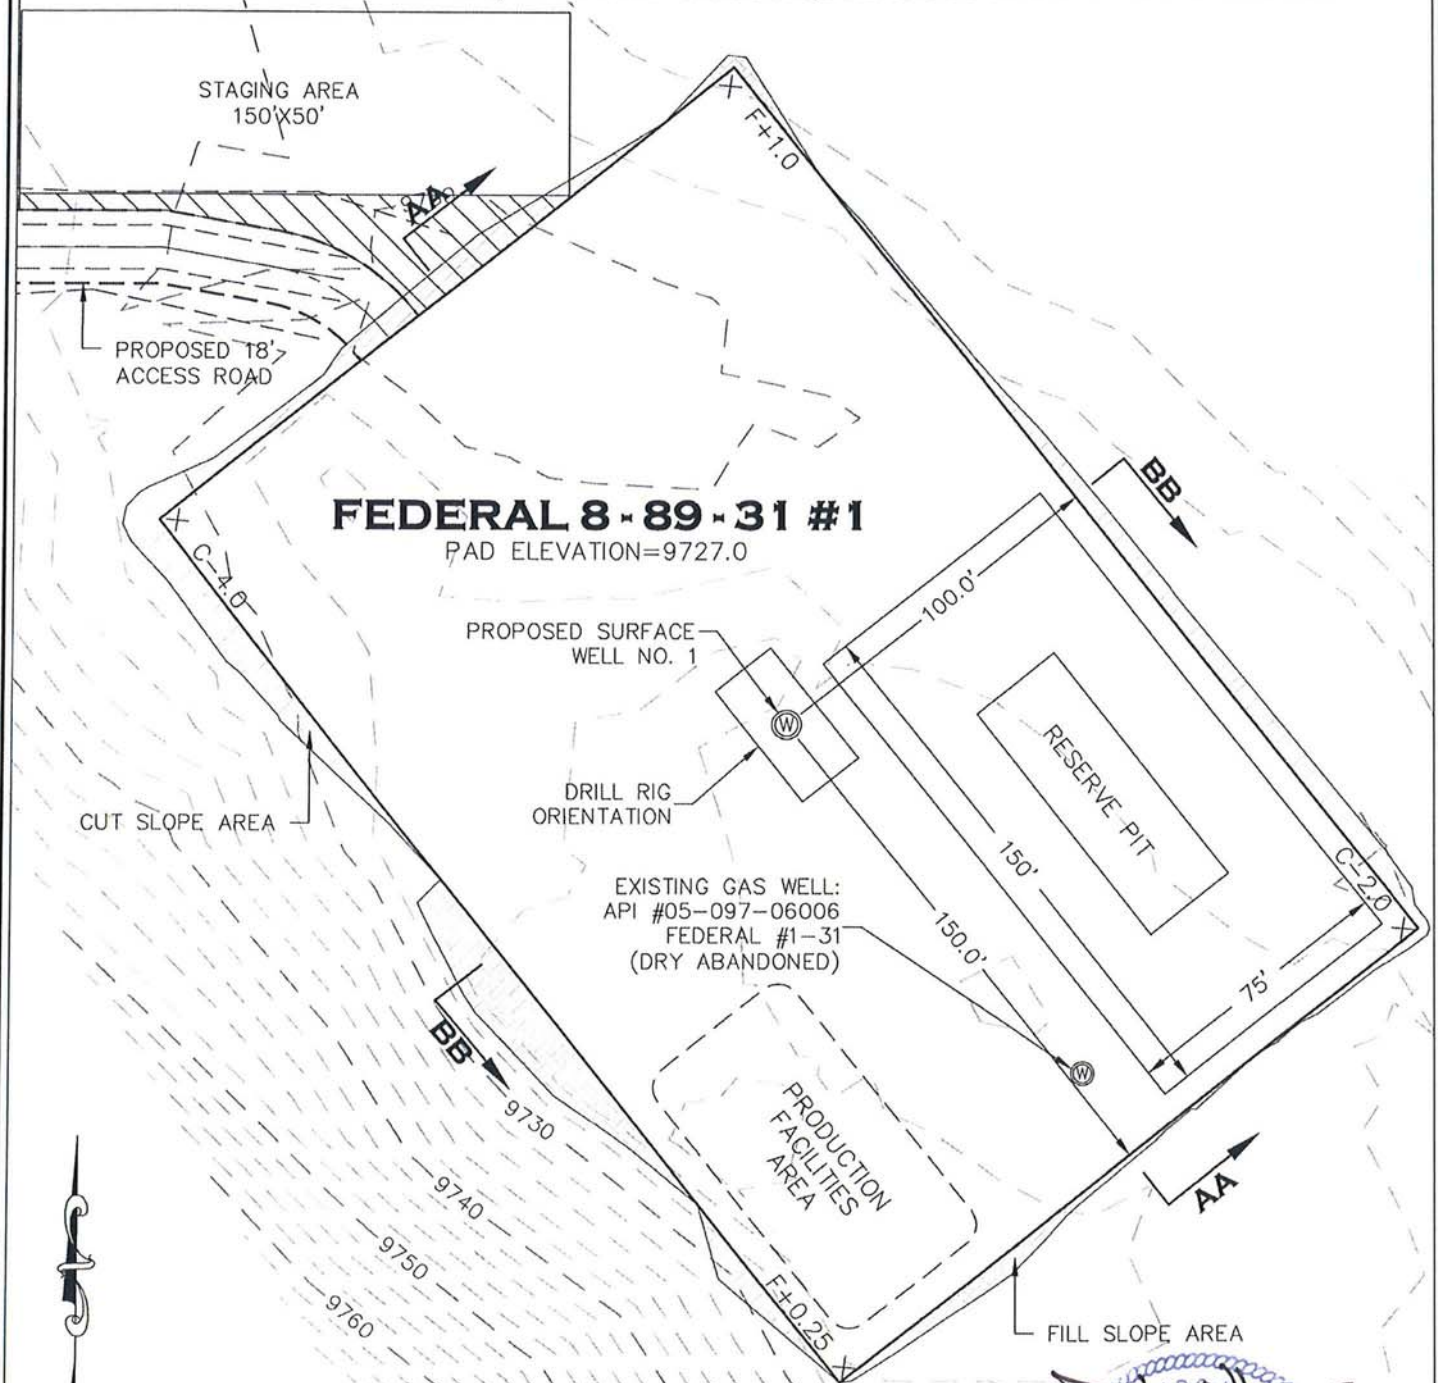 STAGING AREA
150'X50'
F+1.0
AA
PROPOSED 18'
ACCESS ROAD
BB
FEDERAL 8-89-31 #1
PAD ELEVATION=9727.0
C-4.0
100.0'
PROPOSED SURFACE
WELL NO. 1
W
RESERVE PIT
DRILL RIG
ORIENTATION
CUT SLOPE AREA
150'
C-2.0
EXISTING GAS WELL:
API #05-097-06006
FEDERAL #1-31
(DRY ABANDONED)
150.0'
75'
BB
W
9730
PRODUCTION
FACILITIES
AREA
AA
9740
9750
9760
F+0.25
FILL SLOPE AREA